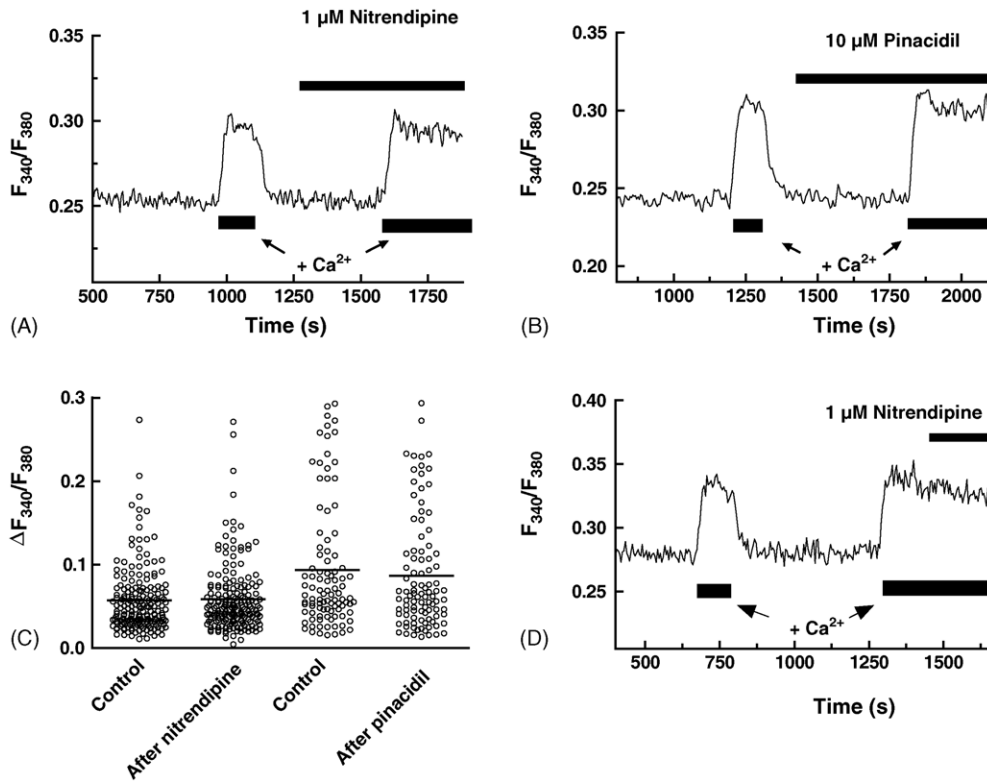 1 µM Nitrendipine
0.35
0.30
0.25
F340/F380
+ Ca2+
500 750 1000 1250 1500 1750
(A)
Time (s)
10 µM Pinacidil
0.35
0.30
0.25
0.20
F340/F380
+ Ca2+
1000 1250 1500 1750 2000
(B)
Time (s)
0.3
0.2
0.1
0.0
ΔF340/F380
(C)
Control
After nitrendipine
Control
After pinacidil
0.40
0.35
0.30
0.25
F340/F380
1 µM Nitrendipine
+ Ca2+
(D)
500 750 1000 1250 1500
Time (s)